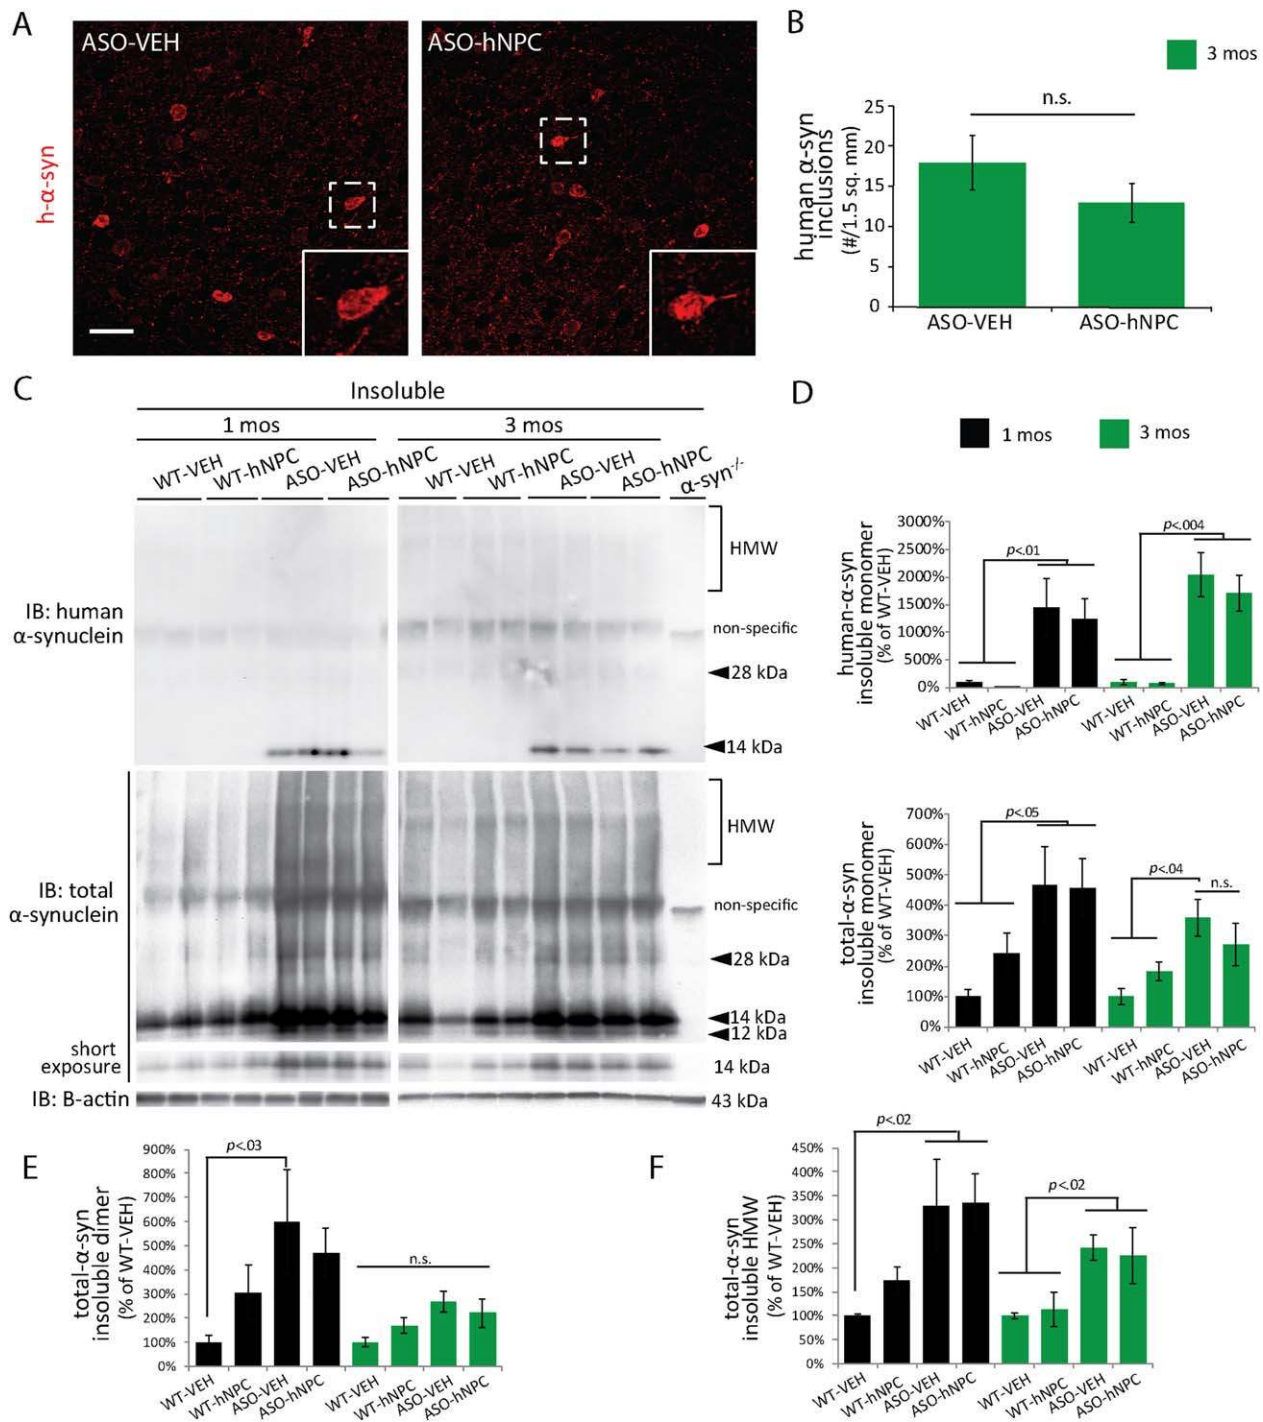 A
ASO-VEH
ASO-hNPC
h-α-syn
B
3 mos
n.s.
25
20
15
10
5
0
human α-syn
inclusions
(#/1.5 sq. mm)
ASO-VEH
ASO-hNPC
C
Insoluble
1 mos
3 mos
WT-VEH
WT-hNPC
ASO-VEH
ASO-hNPC
WT-VEH
WT-hNPC
ASO-VEH
ASO-hNPC
α-syn-/-
HMW
IB: human
α-synuclein
non-specific
28 kDa
14 kDa
HMW
IB: total
α-synuclein
non-specific
28 kDa
14 kDa
12 kDa
short
exposure
14 kDa
IB: B-actin
43 kDa
D
1 mos
3 mos
human-α-syn
insoluble monomer
(% of WT-VEH)
3000%
2500%
2000%
1500%
1000%
500%
0%
p<.01
p<.004
WT-VEH
WT-hNPC
ASO-VEH
ASO-hNPC
WT-VEH
WT-hNPC
ASO-VEH
ASO-hNPC
total-α-syn
insoluble monomer
(% of WT-VEH)
700%
600%
500%
400%
300%
200%
100%
0%
p<.05
p<.04
n.s.
WT-VEH
WT-hNPC
ASO-VEH
ASO-hNPC
WT-VEH
WT-hNPC
ASO-VEH
ASO-hNPC
E
total-α-syn
insoluble dimer
(% of WT-VEH)
900%
800%
700%
600%
500%
400%
300%
200%
100%
0%
p<.03
n.s.
WT-VEH
WT-hNPC
ASO-VEH
ASO-hNPC
WT-VEH
WT-hNPC
ASO-VEH
ASO-hNPC
F
total-α-syn
insoluble HMW
(% of WT-VEH)
450%
400%
350%
300%
250%
200%
150%
100%
50%
0%
p<.02
p<.02
WT-VEH
WT-hNPC
ASO-VEH
ASO-hNPC
WT-VEH
WT-hNPC
ASO-VEH
ASO-hNPC